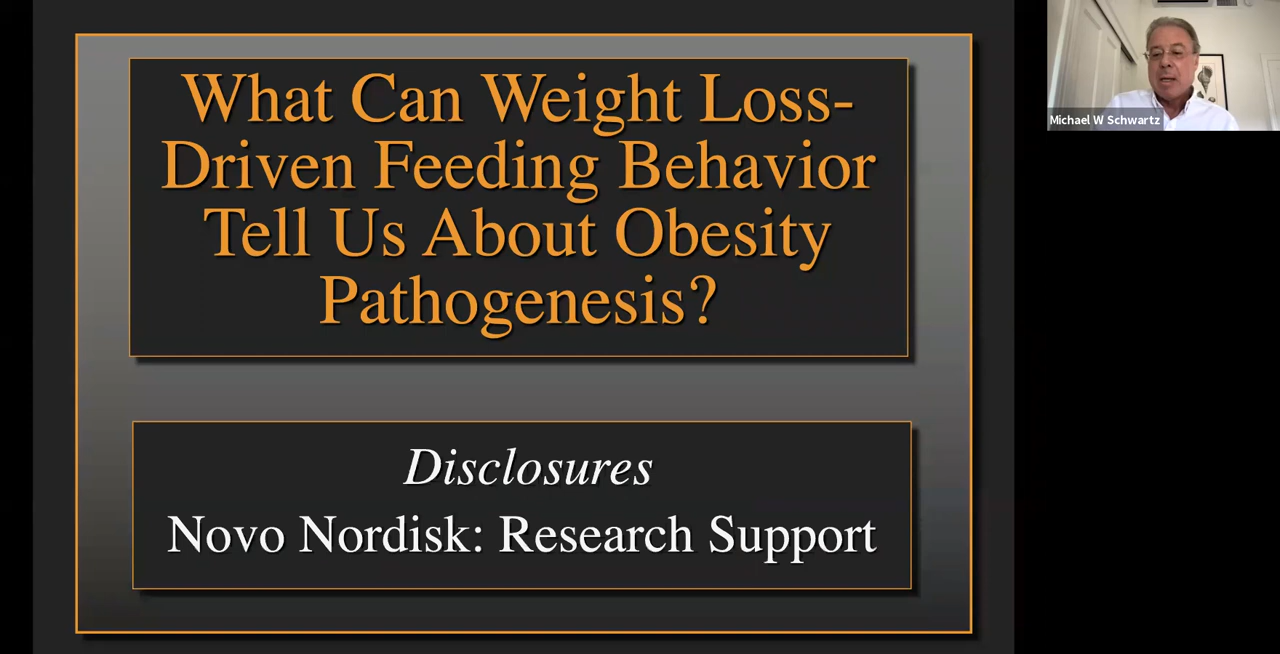 What Can Weight Loss-
Driven Feeding Behavior
Tell Us About Obesity
Pathogenesis?
Disclosures
Novo Nordisk: Research Support
Michael W Schwartz